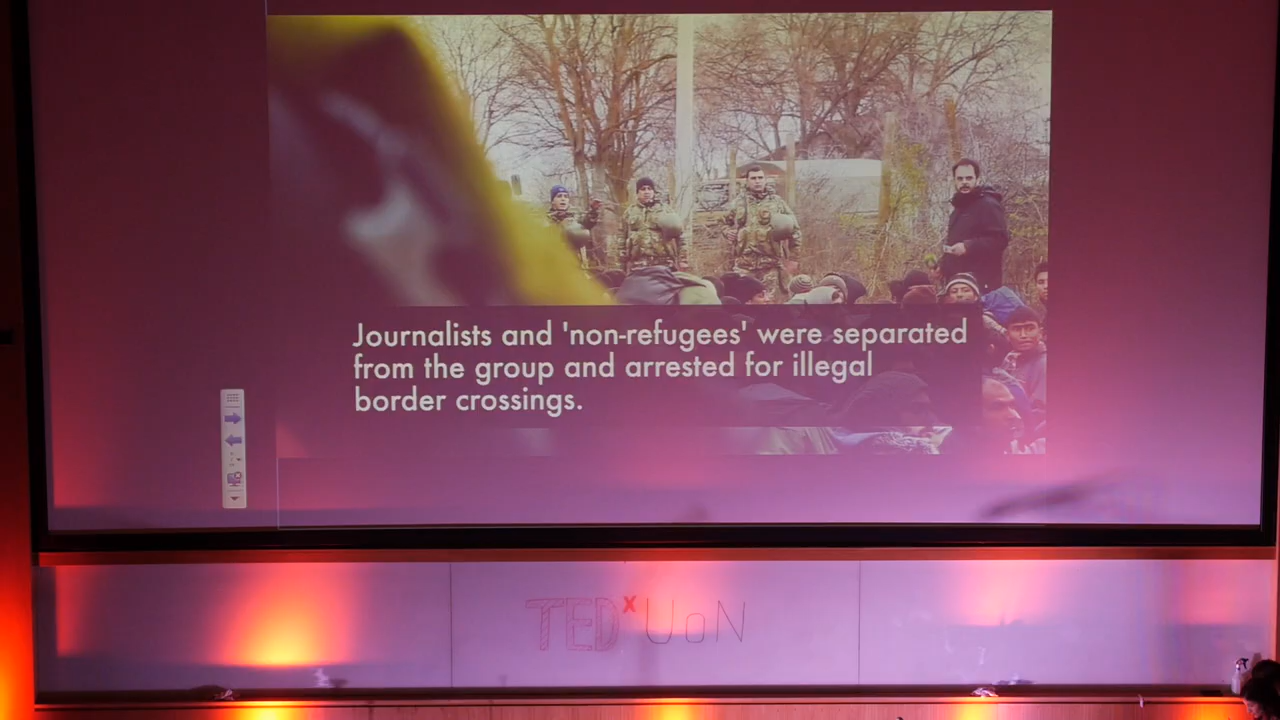 Journalists and 'non-refugees' were separated
from the group and arrested for illegal
border crossings.
TEDxUoN